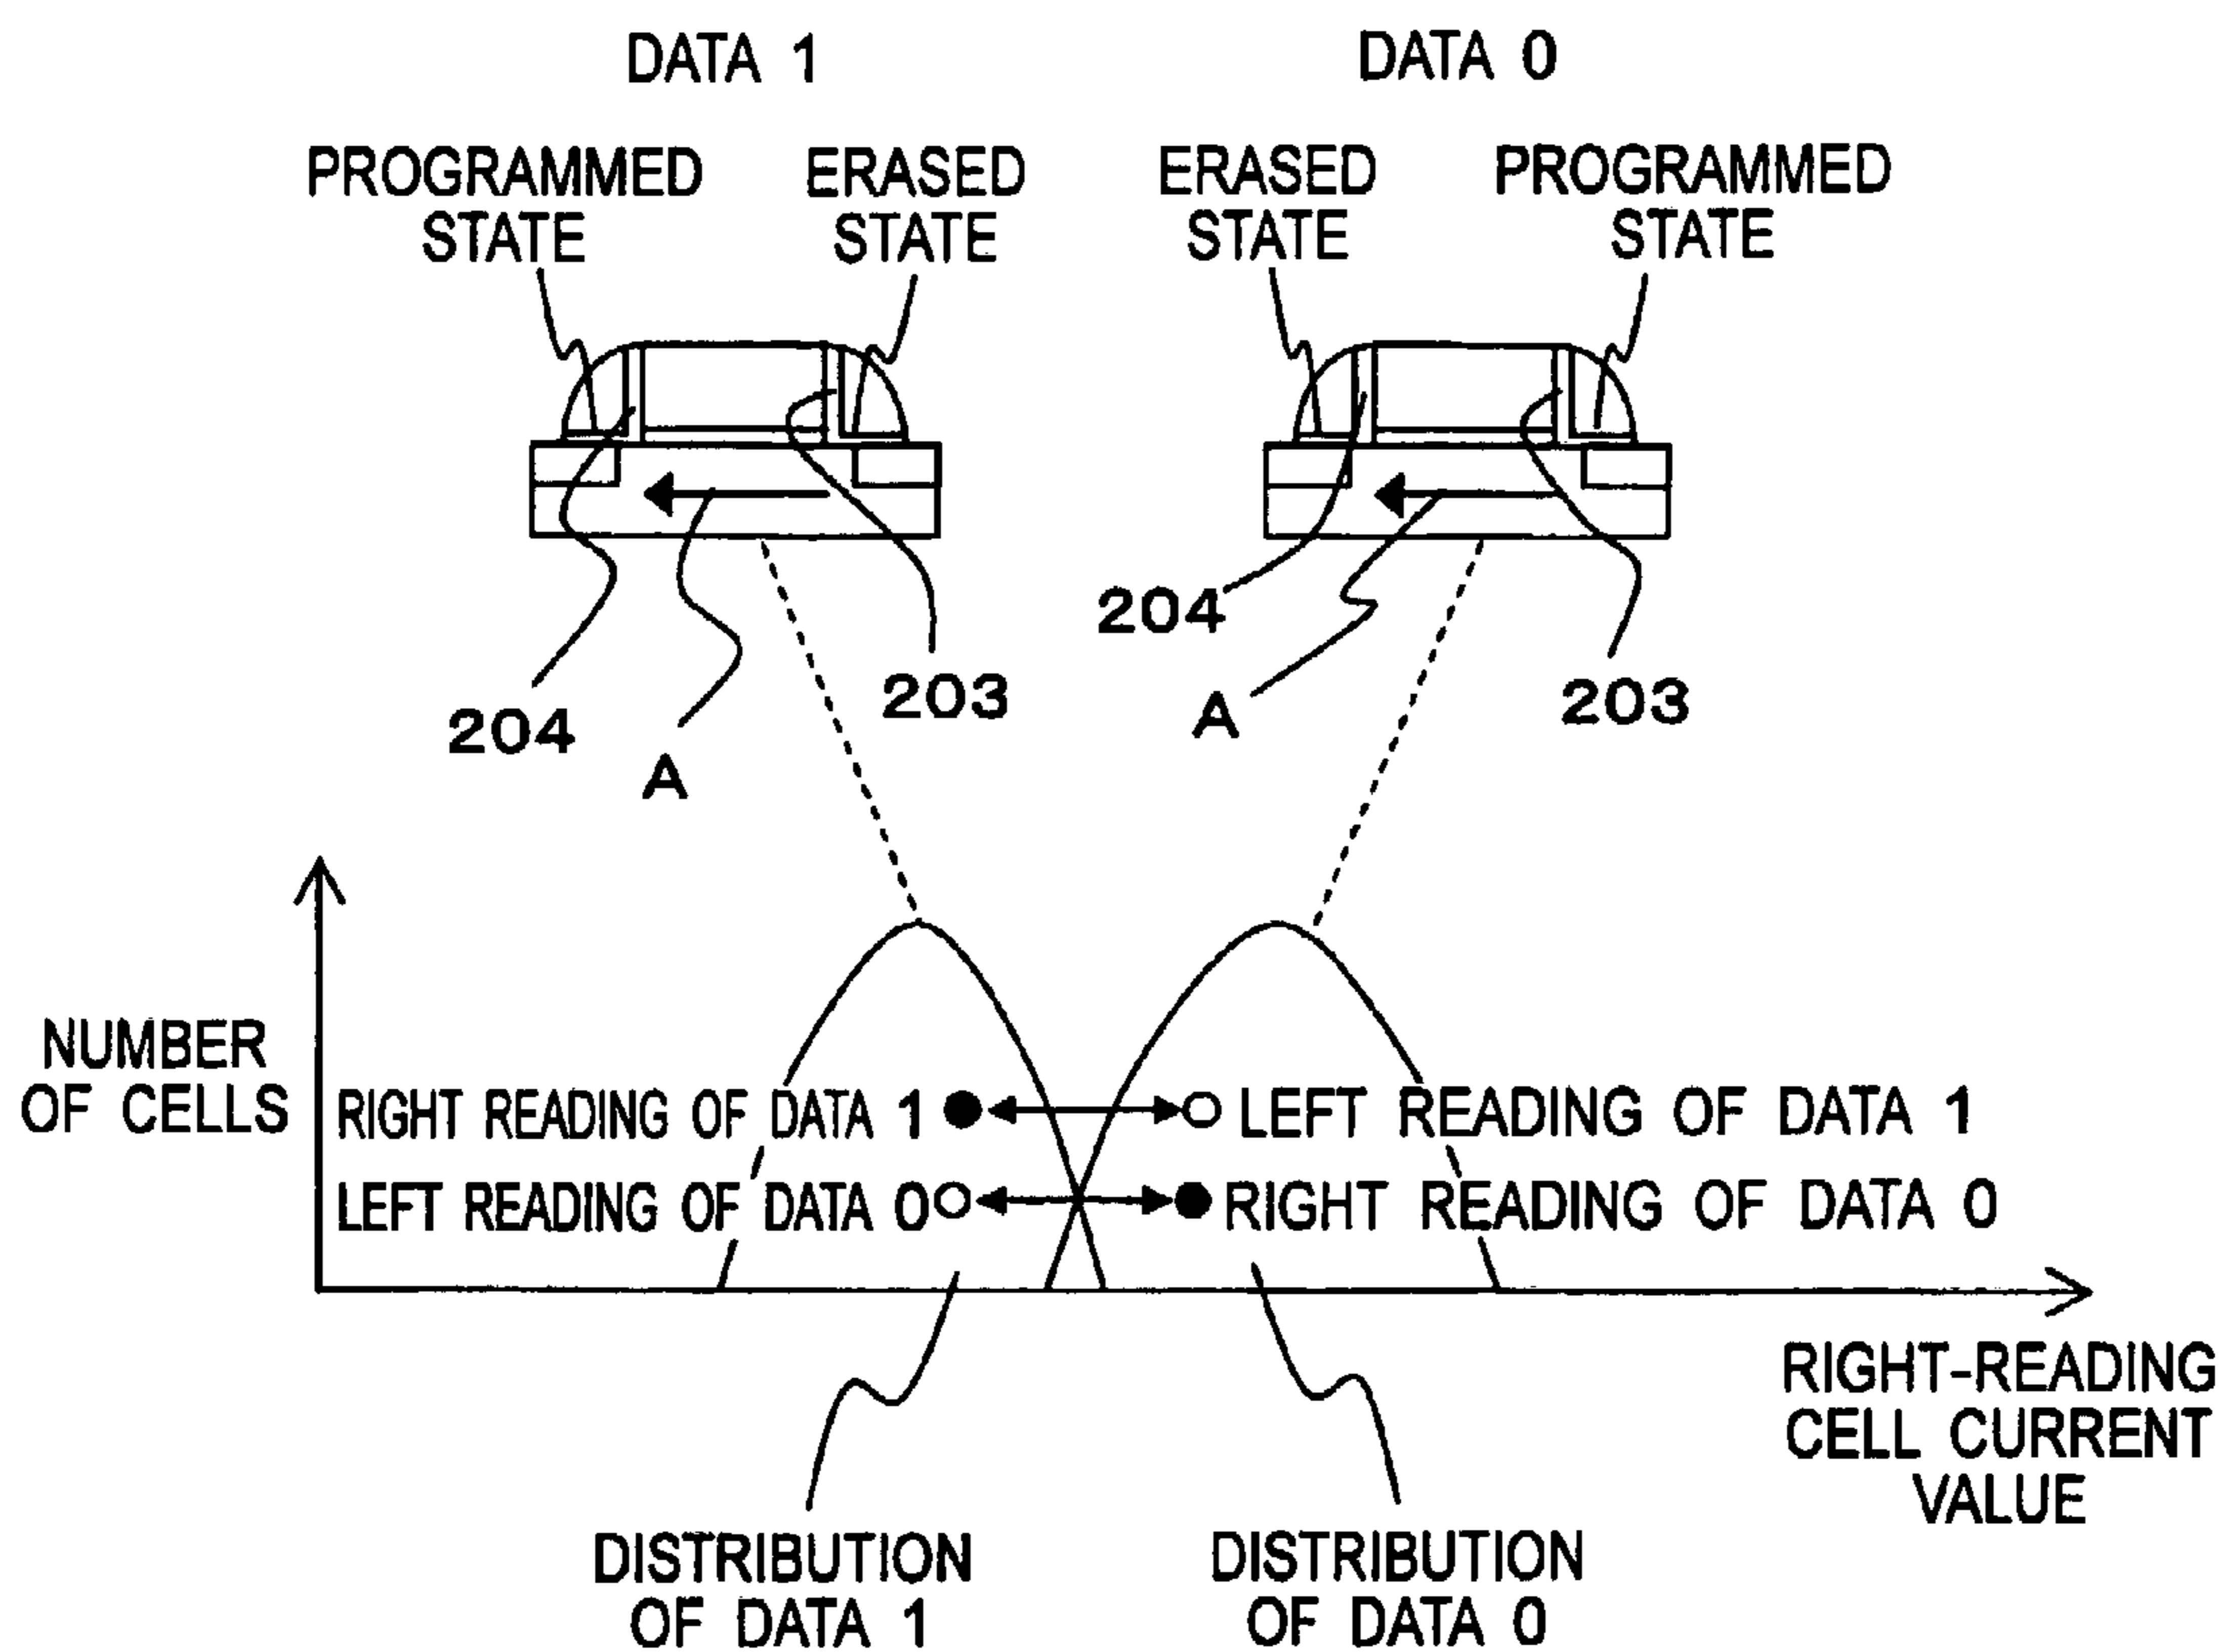 DATA 1
DATA 0
PROGRAMMED STATE
ERASED STATE
ERASED STATE
PROGRAMMED STATE
204
A
203
204
A
203
NUMBER
OF CELLS
RIGHT READING OF DATA 1
LEFT READING OF DATA 1
LEFT READING OF DATA 0
RIGHT READING OF DATA 0
RIGHT-READING
CELL CURRENT
VALUE
DISTRIBUTION
OF DATA 1
DISTRIBUTION
OF DATA 0